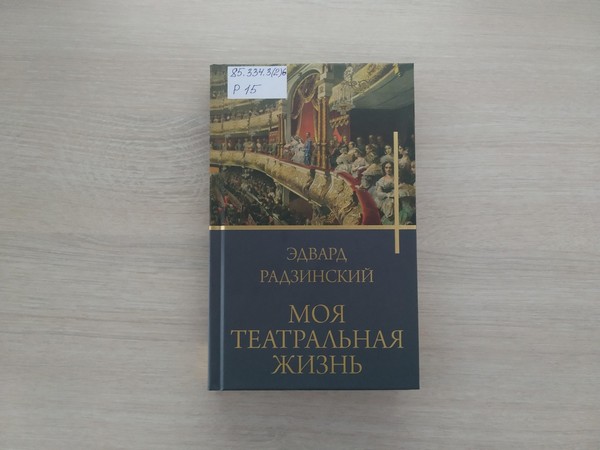 85.334.3(2)6
Р 15
ЭДВАРД
РАДЗИНСКИЙ
МОЯ
ТЕАТРАЛЬНАЯ
ЖИЗНЬ